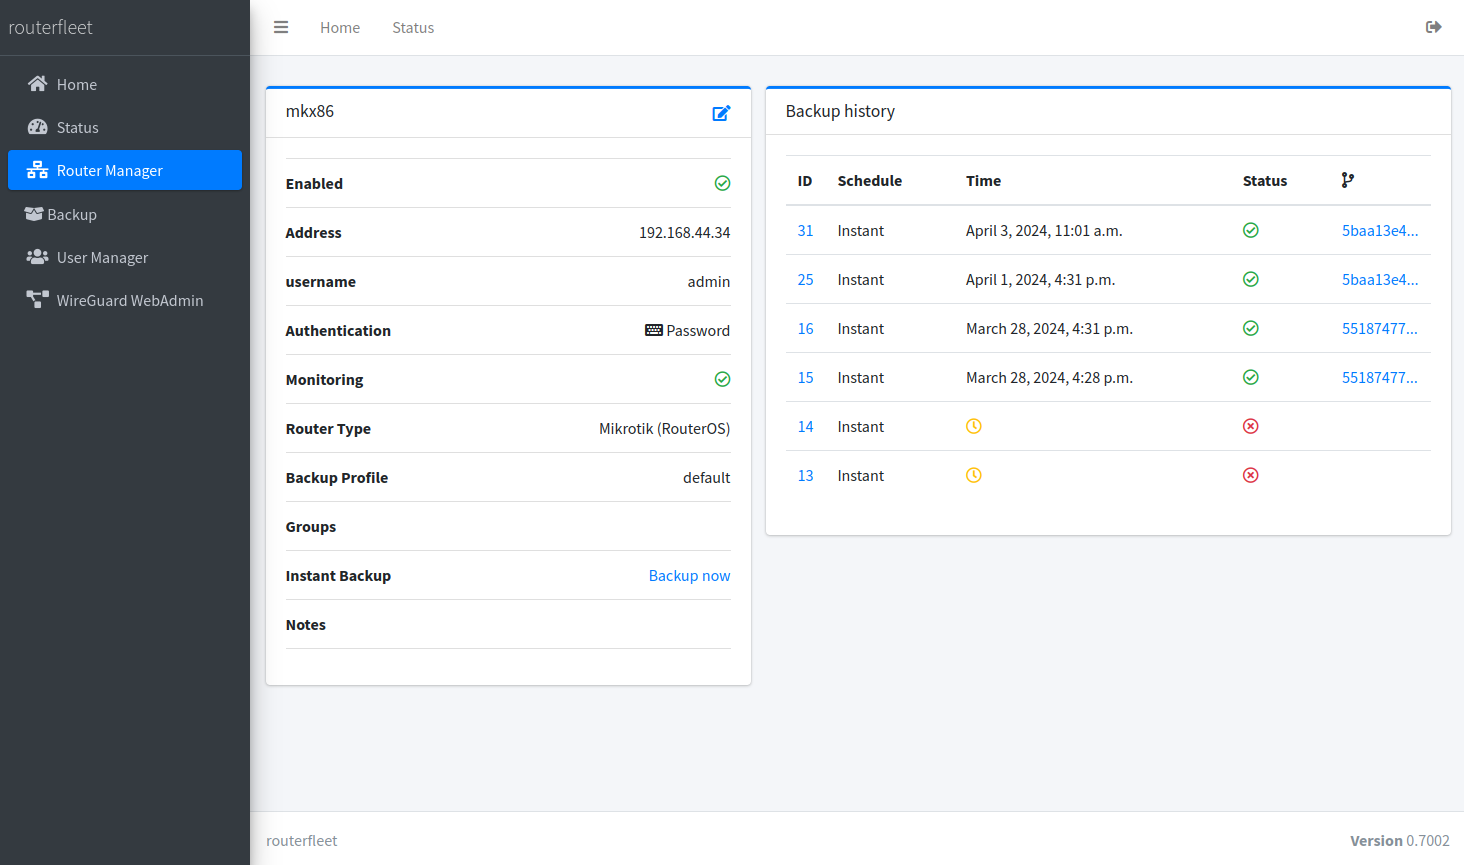 routerfleet
Home
Status
Home
Status
Router Manager
Backup
User Manager
WireGuard WebAdmin
mkx86
Enabled
Address 192.168.44.34
username admin
Authentication Password
Monitoring
Router Type Mikrotik (RouterOS)
Backup Profile default
Groups
Instant Backup Backup now
Notes
Backup history
ID Schedule Time Status
31 Instant April 3, 2024, 11:01 a.m. 5baa13e4...
25 Instant April 1, 2024, 4:31 p.m. 5baa13e4...
16 Instant March 28, 2024, 4:31 p.m. 55187477...
15 Instant March 28, 2024, 4:28 p.m. 55187477...
14 Instant
13 Instant
routerfleet
Version 0.7002